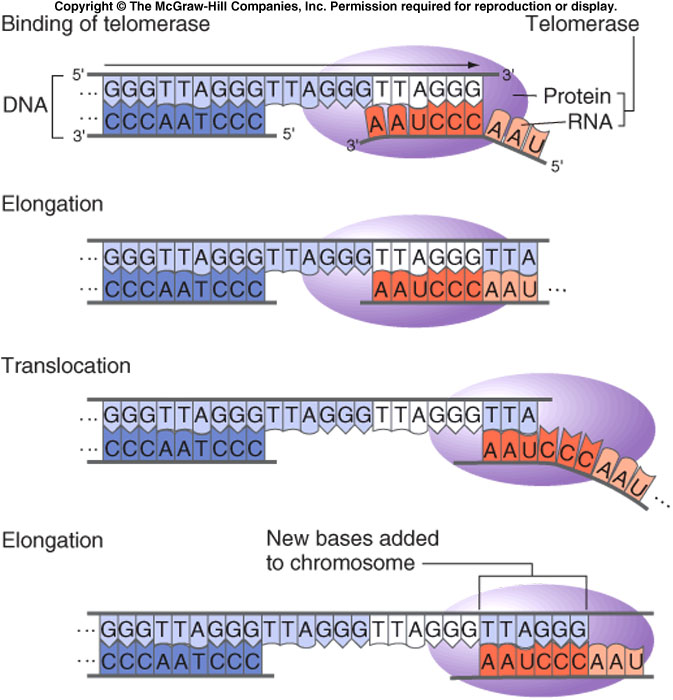 Copyright © The McGraw-Hill Companies, Inc. Permission required for reproduction or display.
Binding of telomerase
Telomerase
5'
3'
DNA
... GGGTTAGGGTTAGGGTTAGGG
Protein
... CCCAATCCC
AAUCCCAAU
RNA
3'
5'
3'
5'
Elongation
... GGGTTAGGGTTAGGGTTAGGGTTA
... CCCAATCCC
AAUCCCAAU ...
Translocation
... GGGTTAGGGTTAGGGTTAGGGTTA
... CCCAATCCC
AAUCCCAAU ...
Elongation
New bases added
to chromosome
... GGGTTAGGGTTAGGGTTAGGGTTAGGG
... CCCAATCCC
AAUCCCAAU